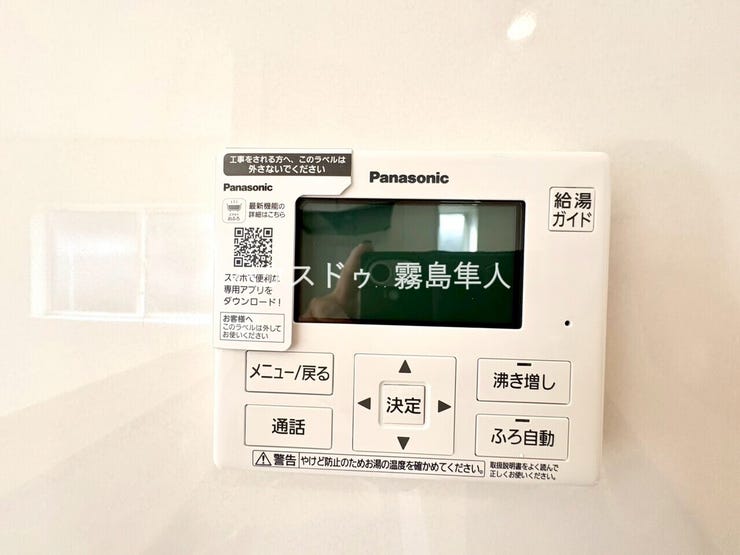 工事をされる方へ、このラベルは
外さないでください
Panasonic
最新機能の
詳細はこちら
スマホで便利な
専用アプリを
ダウンロード!
お客様へ
このラベルは外して
お使いください
Panasonic
給湯
ガイド
スドゥ 霧島隼人
メニュー/戻る
通話
決定
沸き増し
ふろ自動
警告 やけど防止のためお湯の温度を確かめてください。
取扱説明書をよく読んで
正しくお使いください。